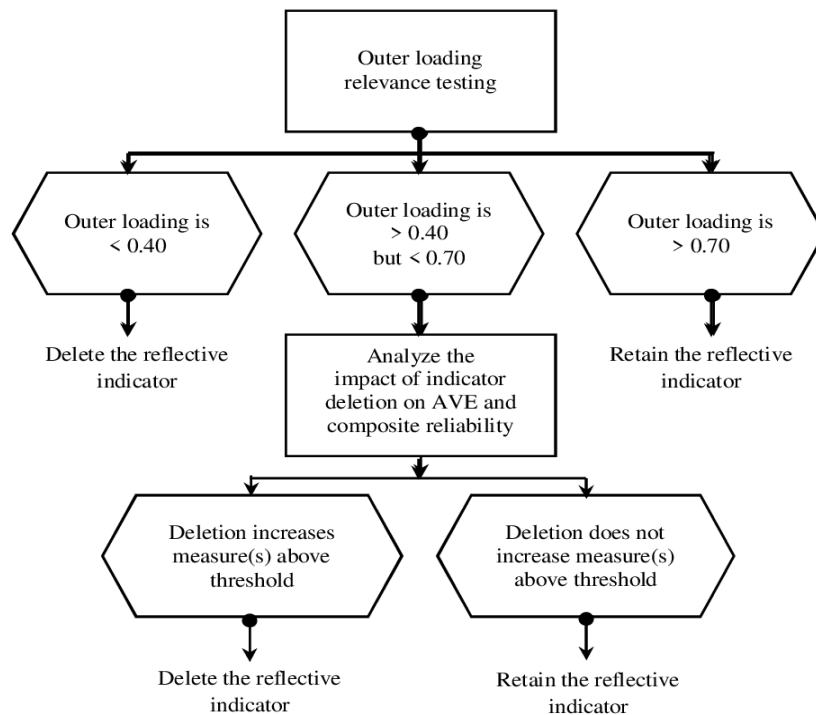 Outer loading
relevance testing
Outer loading is
< 0.40
Outer loading is
> 0.40
but < 0.70
Outer loading is
> 0.70
Delete the reflective
indicator
Analyze the
impact of indicator
deletion on AVE and
composite reliability
Retain the reflective
indicator
Deletion increases
measure(s) above
threshold
Deletion does not
increase measure(s)
above threshold
Delete the reflective
indicator
Retain the reflective
indicator